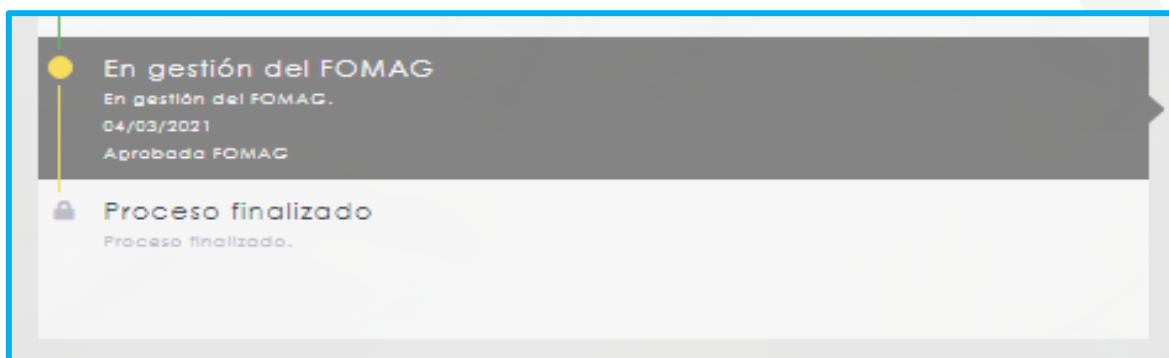 En gestión del FOMAG
En gestión del FOMAG.
04/03/2021
Aprobada FOMAG
Proceso finalizado
Proceso finalizado.